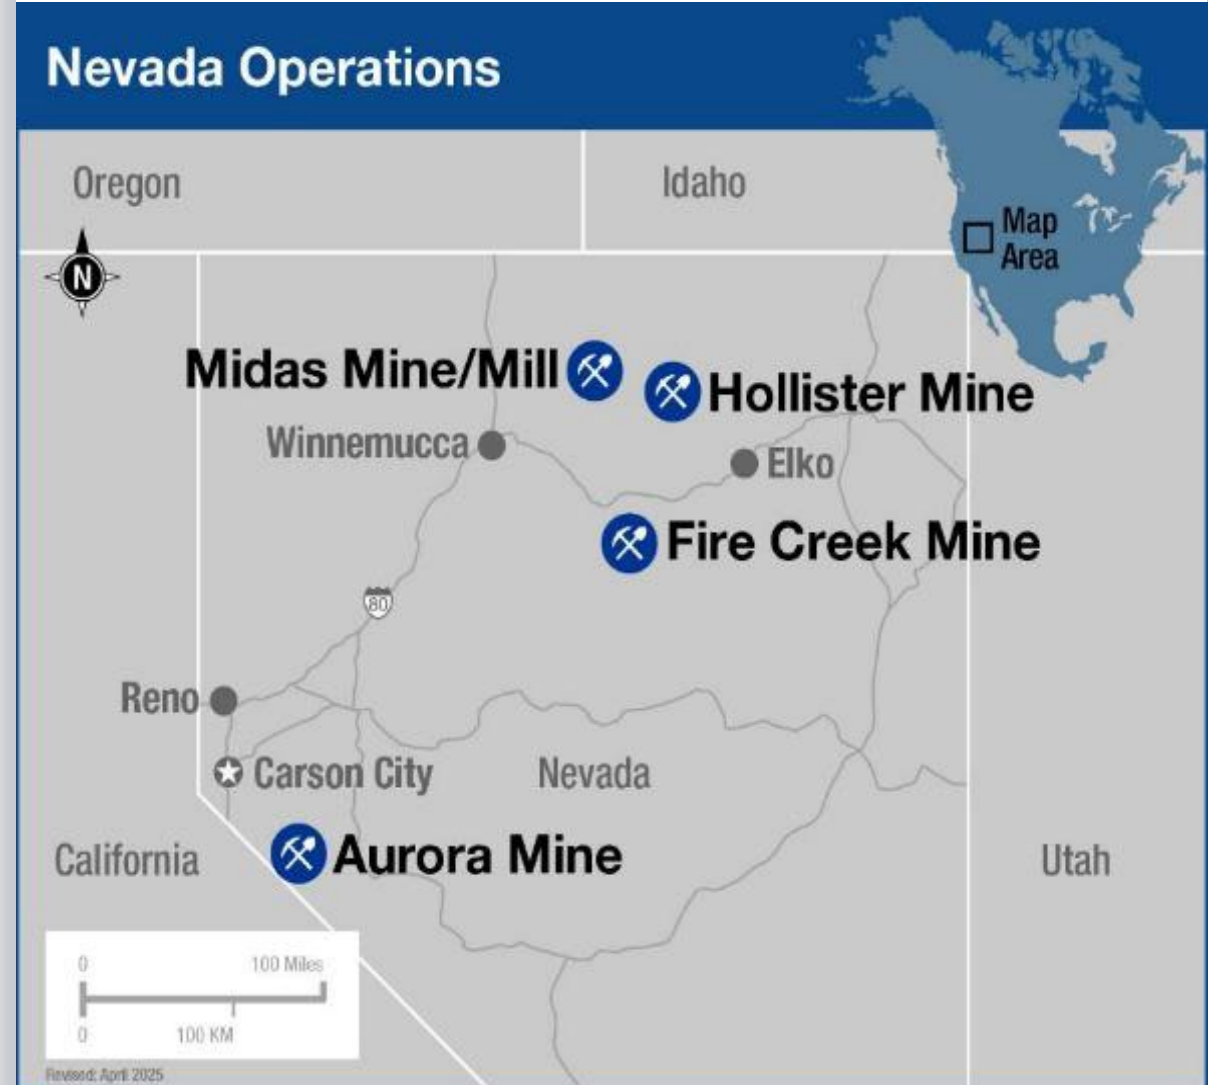 Nevada Operations
Oregon
Idaho
Map
Area
N
Midas Mine/Mill
Hollister Mine
Winnemucca
Elko
Fire Creek Mine
80
Reno
Carson City
Nevada
California
Aurora Mine
Utah
0
100 Miles
0
100 KM
Revised: April 2025